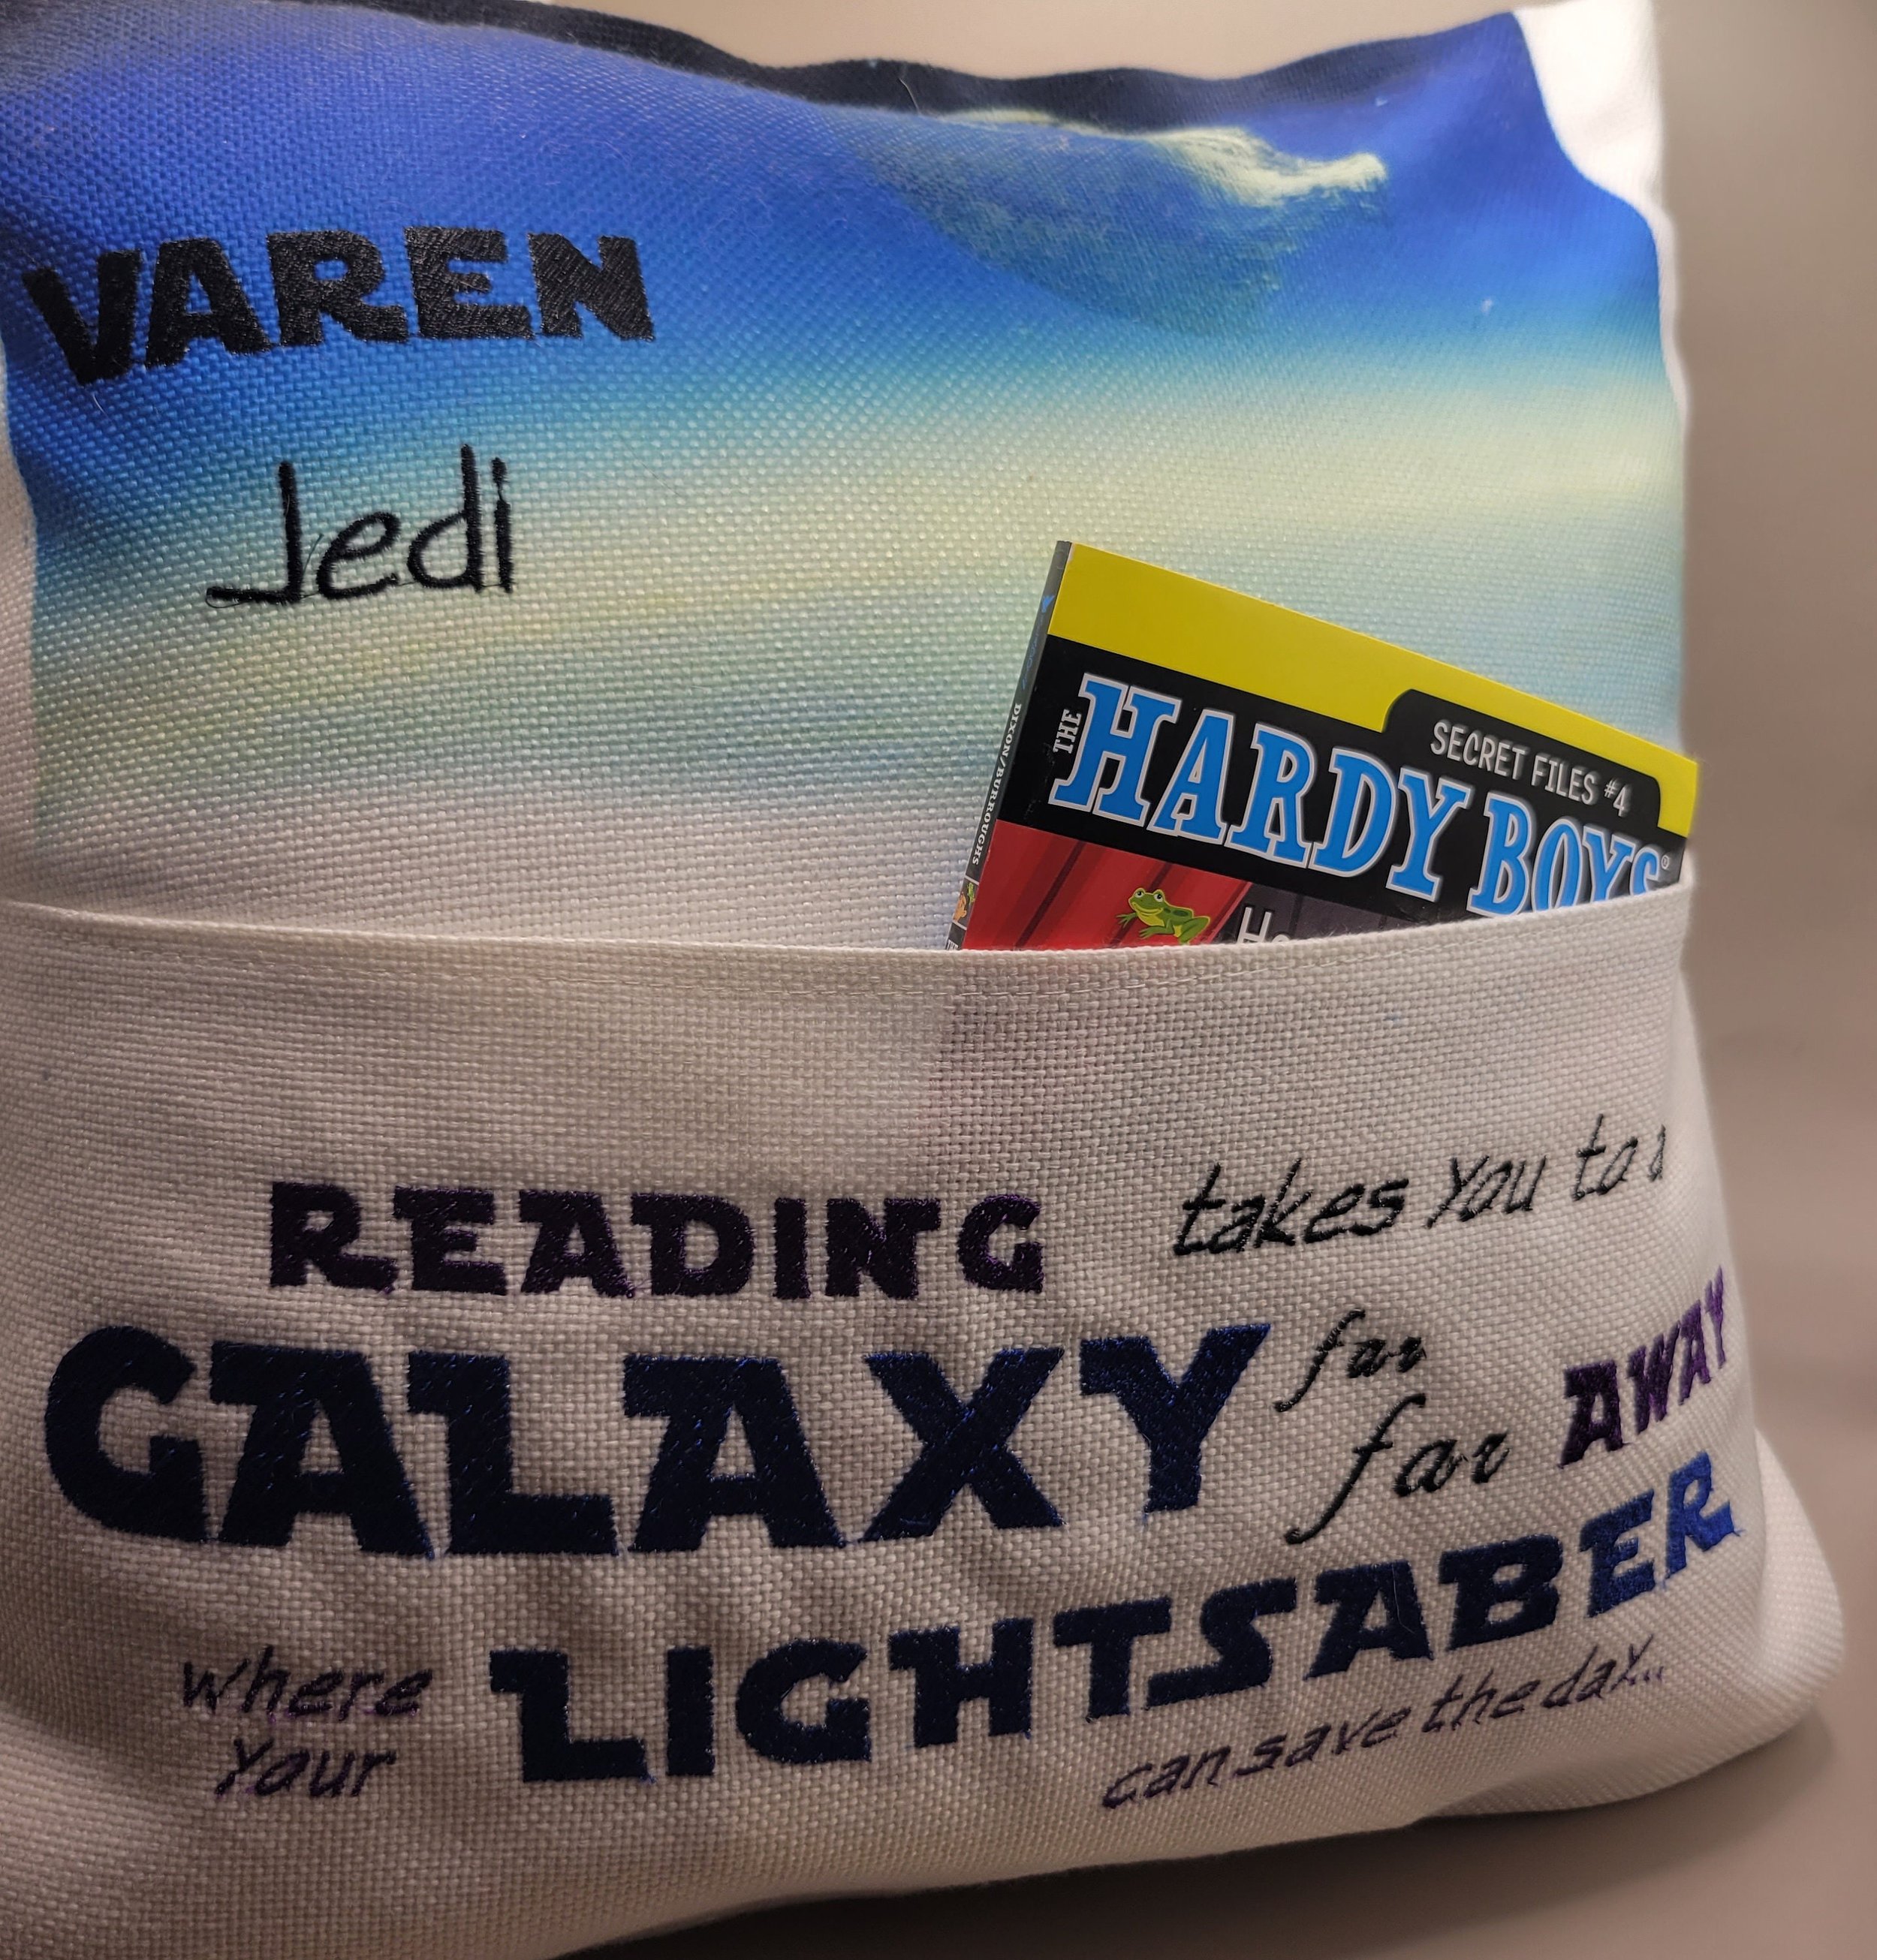 VAREN
Jedi
SECRET FILES #4
THE HARDY BOYS®
DIXON/BURROUGHS
READING takes you to a
GALAXY far
far AWAY
where your LIGHTSABER
can save the day...